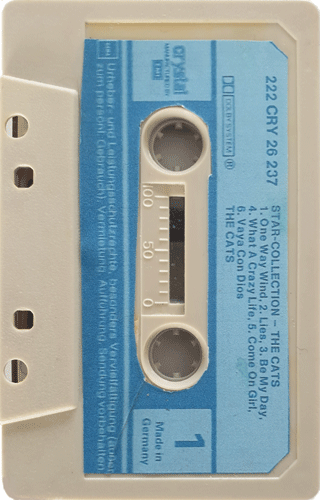 222 CRY 26 237
STAR-COLLECTION – THE CATS
1. One Way Wind, 2. Lies, 3. Be My Day,
4. What A Crazy Life, 5. Come On Girl,
6. Vaya Con Dios
THE CATS
crystal
DOLBY SYSTEM ®
100
50
0
1
Made in
Germany
Urheber- und Leistungsschutzrechte, besonders Vervielfältigung (außer
zum persönl. Gebrauch), Vermietung, Aufführung, Sendung vorbehalten